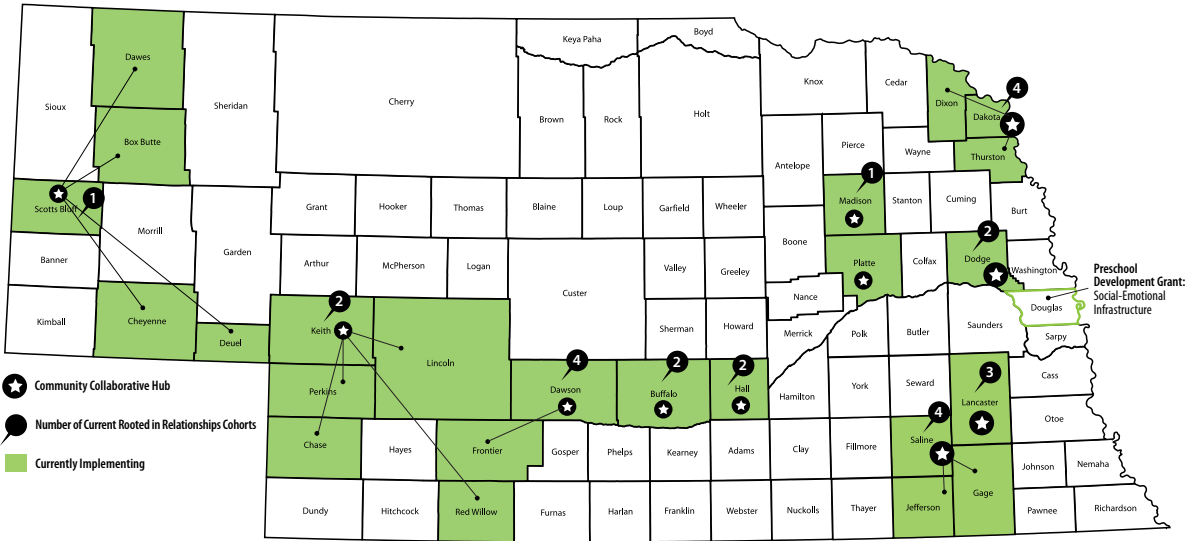 Keya Paha
Boyd
Dawes
Sioux
Sheridan
Cherry
Brown
Rock
Holt
Knox
Cedar
Dixon
4
Dakota
Box Butte
Antelope
Pierce
Wayne
Thurston
1
Scotts Bluff
Morrill
Garden
Grant
Hooker
Thomas
Blaine
Loup
Garfield
Wheeler
1
Madison
Stanton
Cuming
Burt
Banner
Arthur
McPherson
Logan
Custer
Valley
Greeley
Boone
Platte
Colfax
2
Dodge
Washington
Preschool
Development Grant:
Social-Emotional
Infrastructure
Douglas
Kimball
Cheyenne
Deuel
2
Keith
Lincoln
Sherman
Howard
Nance
Merrick
Polk
Butler
Saunders
Sarpy
Community Collaborative Hub
Perkins
4
Dawson
2
Buffalo
2
Hall
Hamilton
York
Seward
3
Lancaster
Cass
Number of Current Rooted in Relationships Cohorts
Otoe
Currently Implementing
Chase
Hayes
Frontier
Gosper
Phelps
Kearney
Adams
Clay
Fillmore
4
Saline
Gage
Johnson
Nemaha
Dundy
Hitchcock
Red Willow
Furnas
Harlan
Franklin
Webster
Nuckolls
Thayer
Jefferson
Pawnee
Richardson